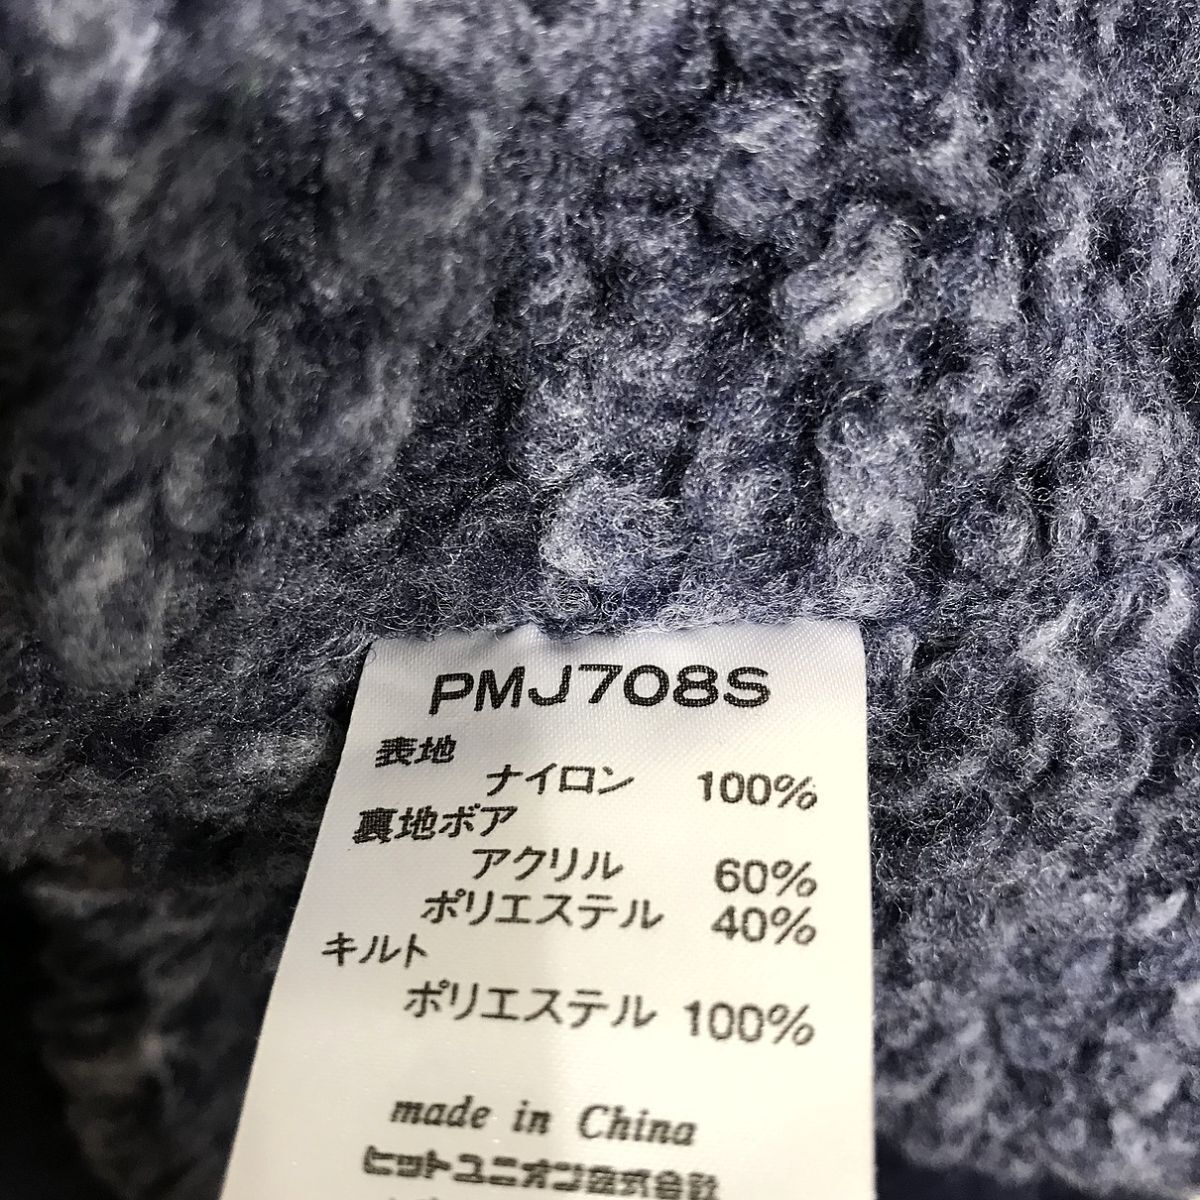 PMJ708S
表地
ナイロン 100%
裏地ボア
アクリル 60%
ポリエステル 40%
キルト
ポリエステル 100%
made in China
ヒットユニオン株式会社